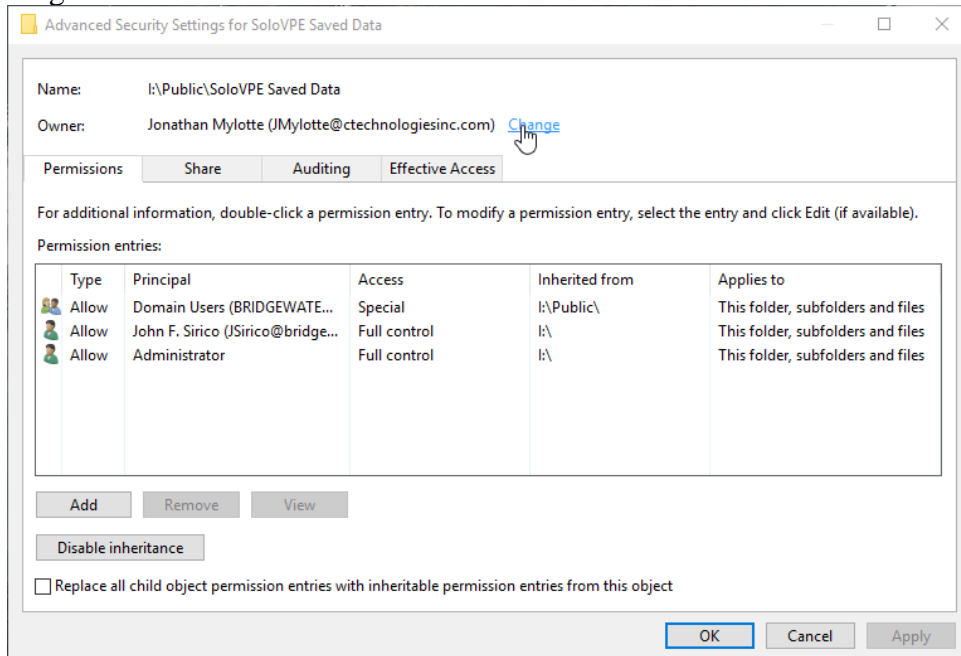 Advanced Security Settings for SoloVPE Saved Data
Name: I:\Public\SoloVPE Saved Data
Owner: Jonathan Mylotte (JMylotte@ctechnologiesinc.com) Change
Permissions Share Auditing Effective Access
For additional information, double-click a permission entry. To modify a permission entry, select the entry and click Edit (if available).
Permission entries:
Type Principal Access Inherited from Applies to
Allow Domain Users (BRIDGEWATE... Special I:\Public\ This folder, subfolders and files
Allow John F. Sirico (JSirico@bridge... Full control I:\ This folder, subfolders and files
Allow Administrator Full control I:\ This folder, subfolders and files
Add Remove View
Disable inheritance
Replace all child object permission entries with inheritable permission entries from this object
OK Cancel Apply